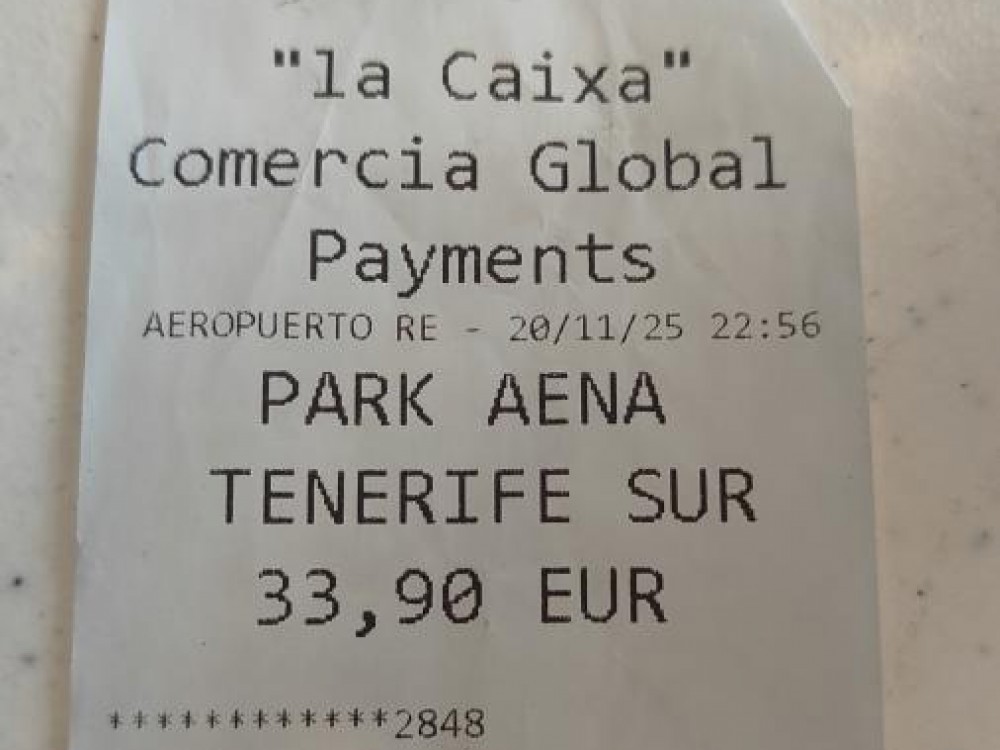 "la Caixa"
Comercia Global
Payments
AEROPUERTO RE - 20/11/25 22:56
PARK AENA
TENERIFE SUR
33,90 EUR
************2848